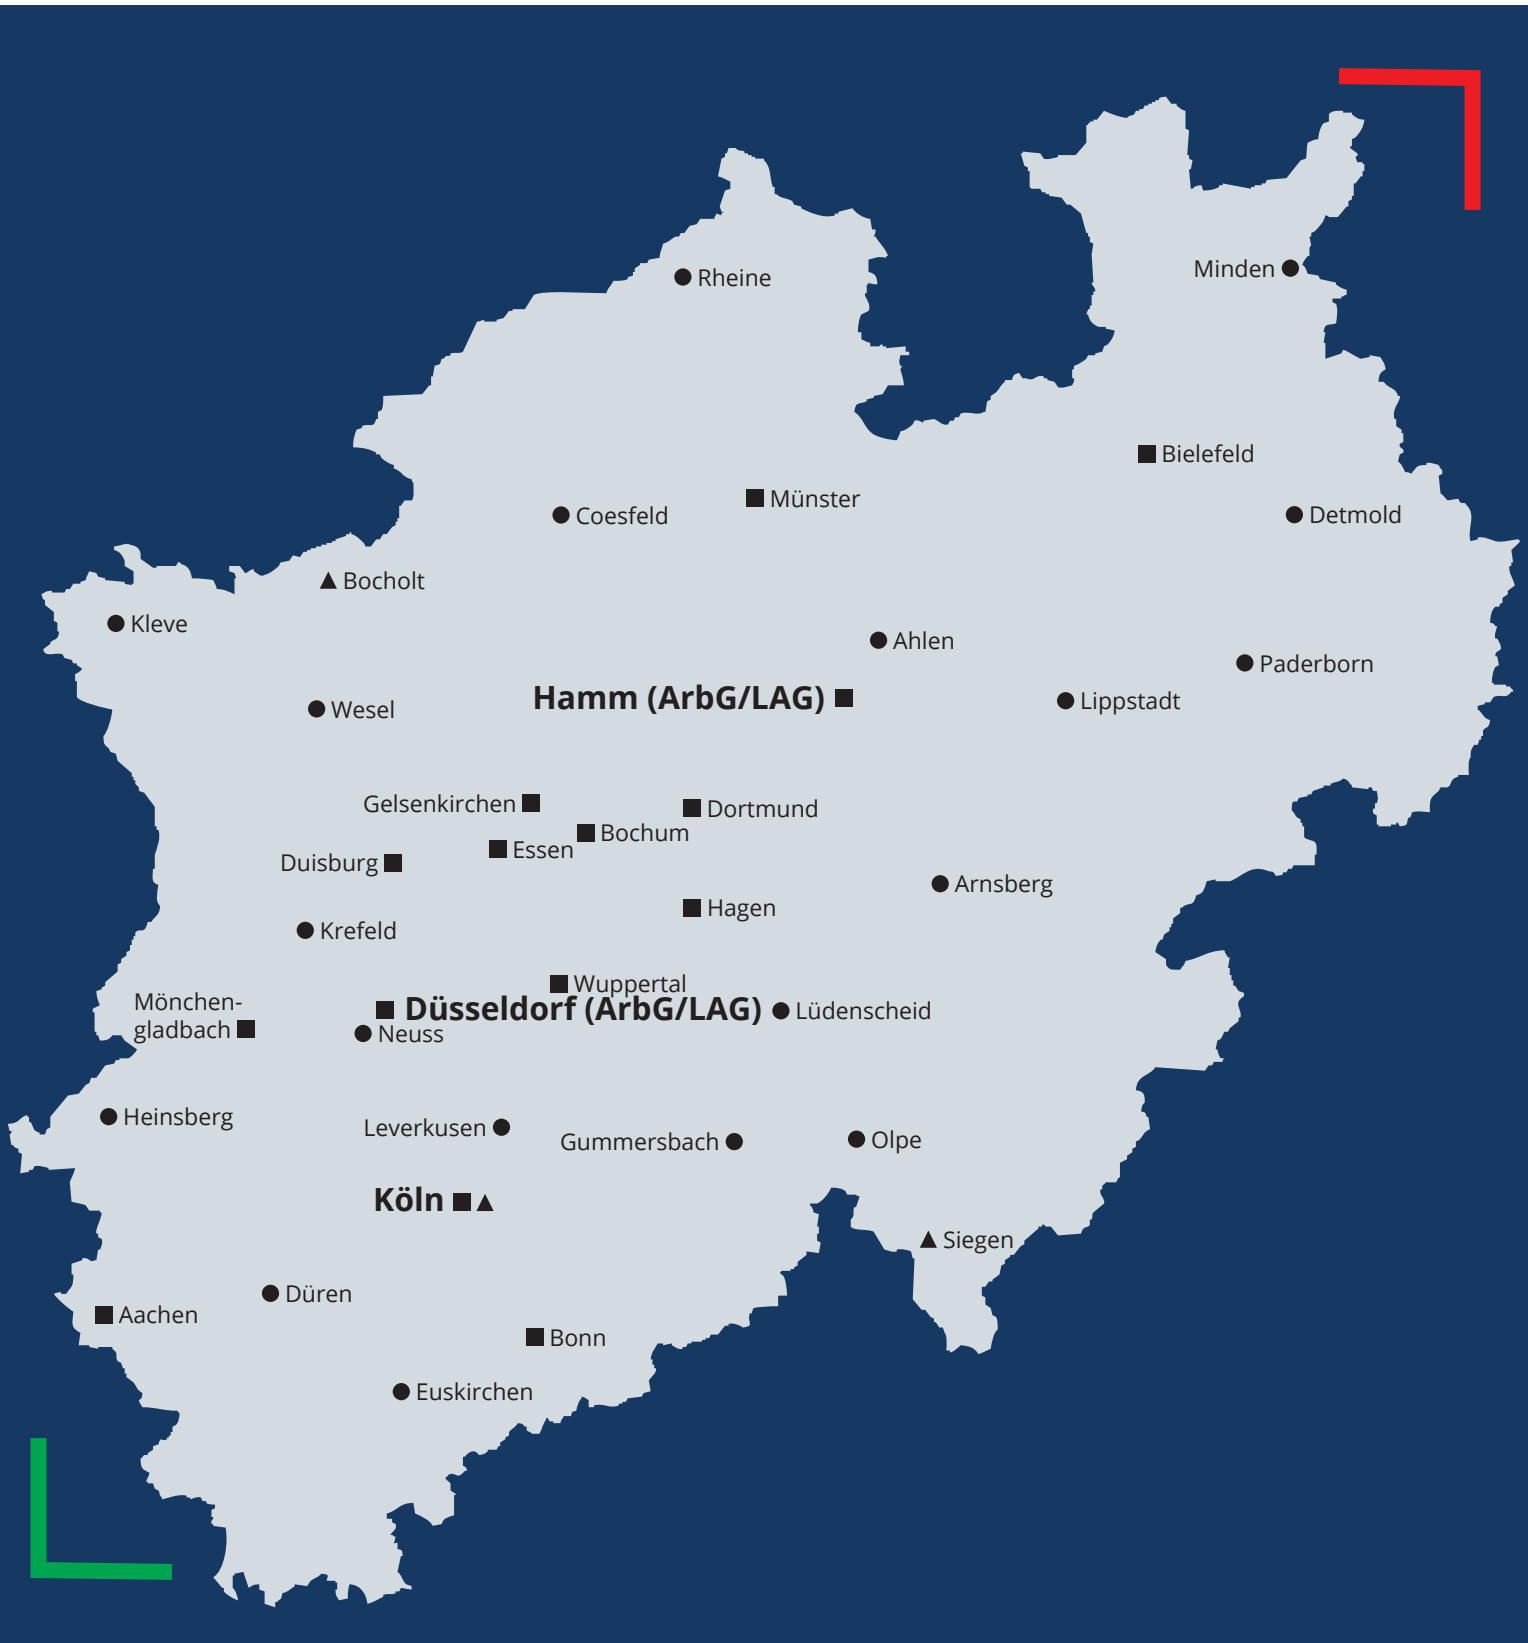 Minden
Rheine
Bielefeld
Münster
Coesfeld
Detmold
Bocholt
Kleve
Ahlen
Paderborn
Hamm (ArbG/LAG)
Lippstadt
Wesel
Gelsenkirchen
Dortmund
Bochum
Essen
Duisburg
Arnsberg
Hagen
Krefeld
Wuppertal
Mönchen-
gladbach
Düsseldorf (ArbG/LAG)
Lüdenscheid
Neuss
Heinsberg
Leverkusen
Gummersbach
Olpe
Köln
Siegen
Düren
Aachen
Bonn
Euskirchen